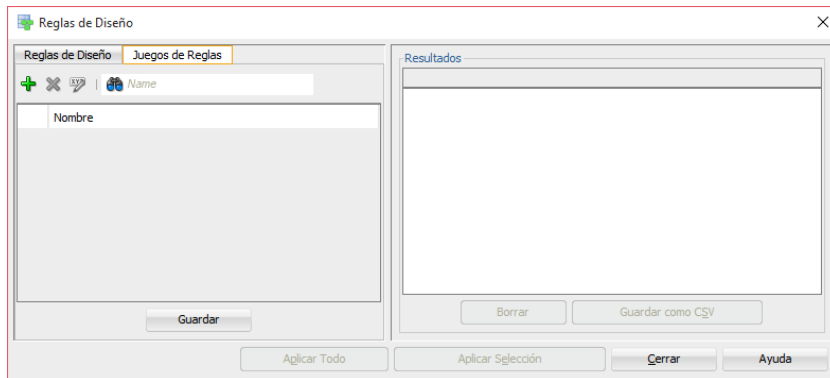 Reglas de Diseño
Reglas de Diseño Juegos de Reglas
Name
Nombre
Guardar
Resultados
Borrar Guardar como CSV
Aplicar Todo Aplicar Selección Cerrar Ayuda